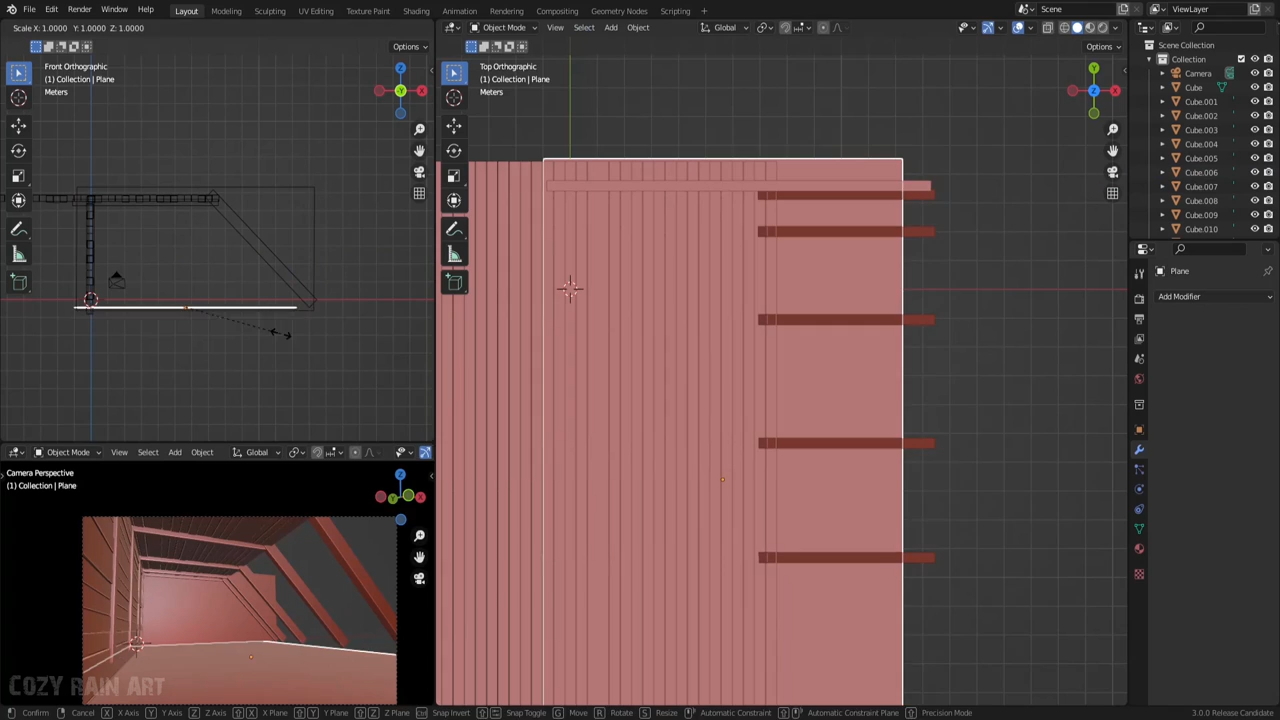 File Edit Render Window Help
Layout Modeling Sculpting UV Editing Texture Paint Shading Animation Rendering Compositing Geometry Nodes Scripting
Scene
ViewLayer
Scale X: 1.0000 Y: 1.0000 Z: 1.0000
Options
Front Orthographic
(1) Collection | Plane
Meters
Object Mode View Select Add Object Global
Options
Top Orthographic
(1) Collection | Plane
Meters
Object Mode View Select Add Object Global
Camera Perspective
(1) Collection | Plane
COZY RAIN ART
Scene Collection
Collection
Camera
Cube
Cube.001
Cube.002
Cube.003
Cube.004
Cube.005
Cube.006
Cube.007
Cube.008
Cube.009
Cube.010
Plane
Add Modifier
Confirm Cancel X X Axis Y Y Axis Z Z Axis X X Plane Y Y Plane Z Z Plane Ctrl Snap Invert Snap Toggle G Move R Rotate S Resize Automatic Constraint Automatic Constraint Plane Precision Mode
3.0.0 Release Candidate